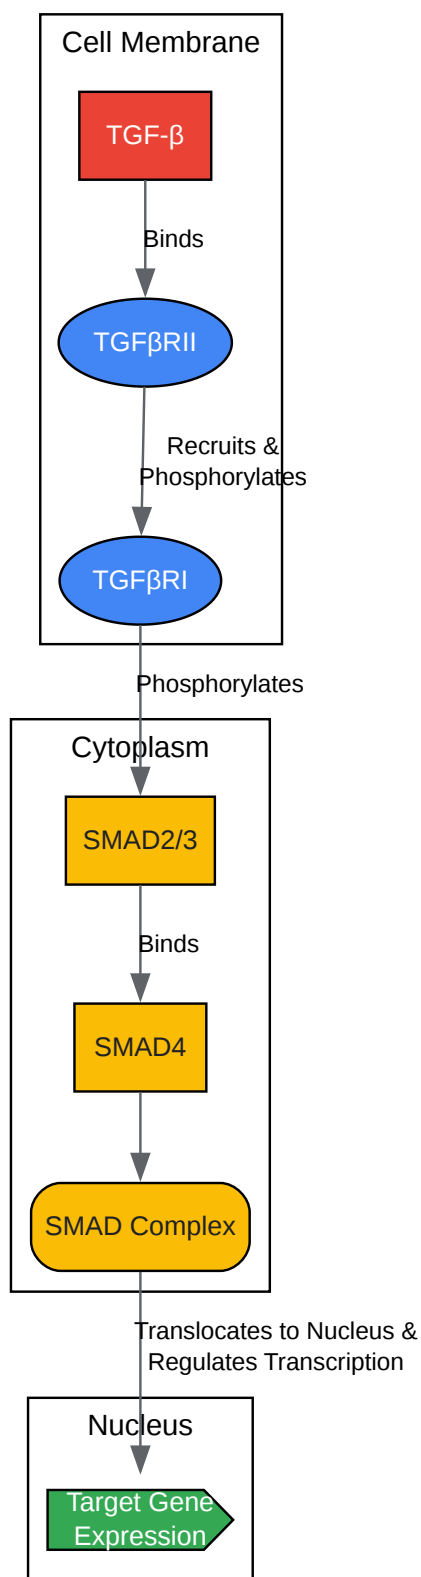 Cell Membrane
TGF-β
Binds
TGFβRII
Recruits &
Phosphorylates
TGFβRI
Phosphorylates
Cytoplasm
SMAD2/3
Binds
SMAD4
SMAD Complex
Translocates to Nucleus &
Regulates Transcription
Nucleus
Target Gene
Expression